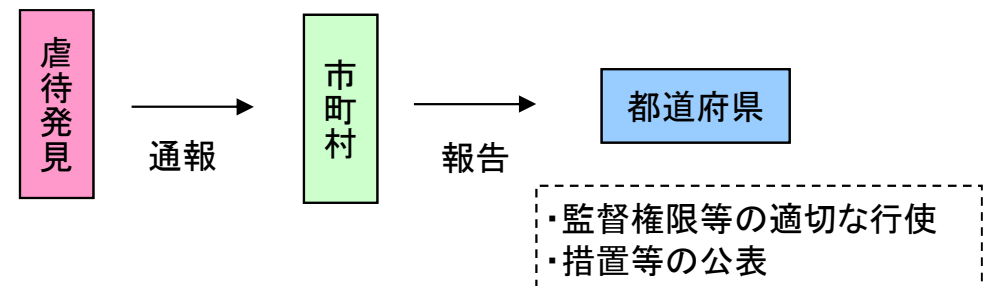 虐待発見
通報
市町村
報告
都道府県
・監督権限等の適切な行使
・措置等の公表